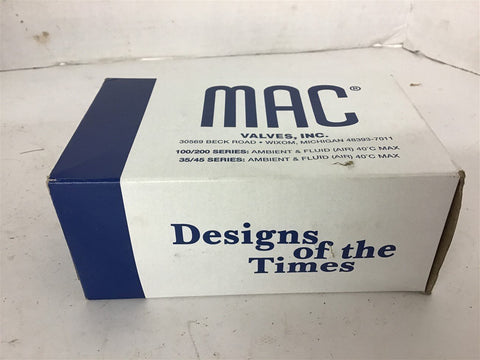 MAC®
VALVES, INC.
30569 BECK ROAD • WIXOM, MICHIGAN 48393-7011
100/200 SERIES: AMBIENT & FLUID (AIR) 40°C MAX
35/45 SERIES: AMBIENT & FLUID (AIR) 40°C MAX
Designs
of the
Times